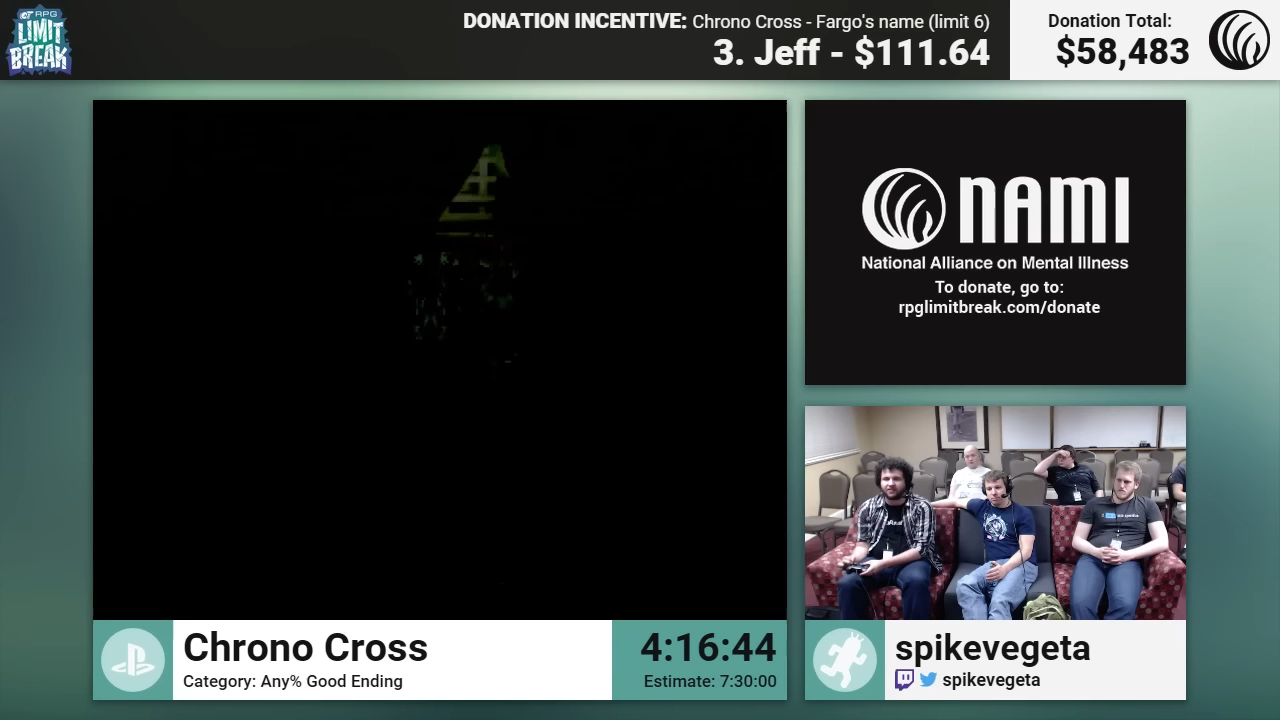 RPG
LIMIT
BREAK
DONATION INCENTIVE: Chrono Cross - Fargo's name (limit 6)
3. Jeff - $111.64
Donation Total:
$58,483
NAMI
National Alliance on Mental Illness
To donate, go to:
rpglimitbreak.com/donate
Chrono Cross
Category: Any% Good Ending
4:16:44
Estimate: 7:30:00
spikevegeta
spikevegeta